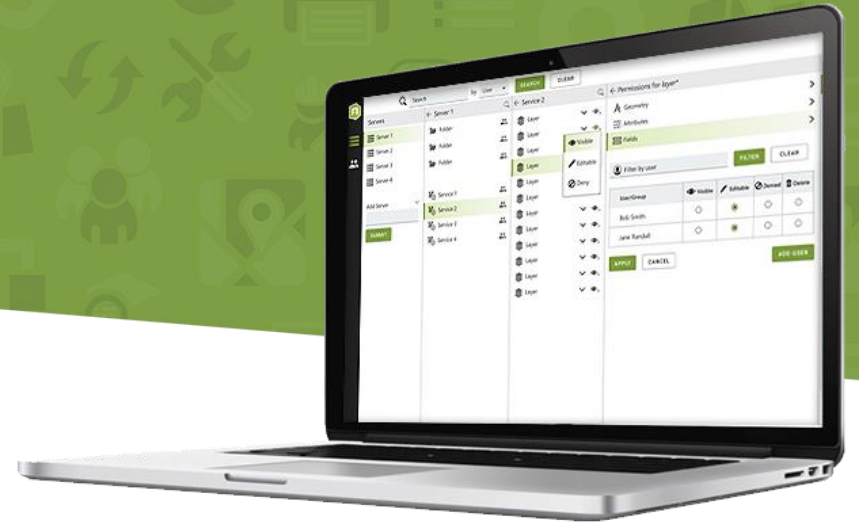 Search
by
User
SEARCH
CLEAR
Servers
Server 1
Server 2
Server 3
Server 4
Add Server
SUBMIT
← Server 1
Folder
Folder
Folder
Service 1
Service 2
Service 3
Service 4
← Service 2
Layer
Layer
Layer
Layer
Layer
Layer
Layer
Layer
Layer
Layer
Layer
Layer
Visible
Editable
Deny
← Permissions for layer"
Geometry
Attributes
Fields
Filter by user
FILTER
CLEAR
User/Group
Visible
Editable
Denied
Delete
Bob Smith
Jane Randall
APPLY
CANCEL
ADD USER